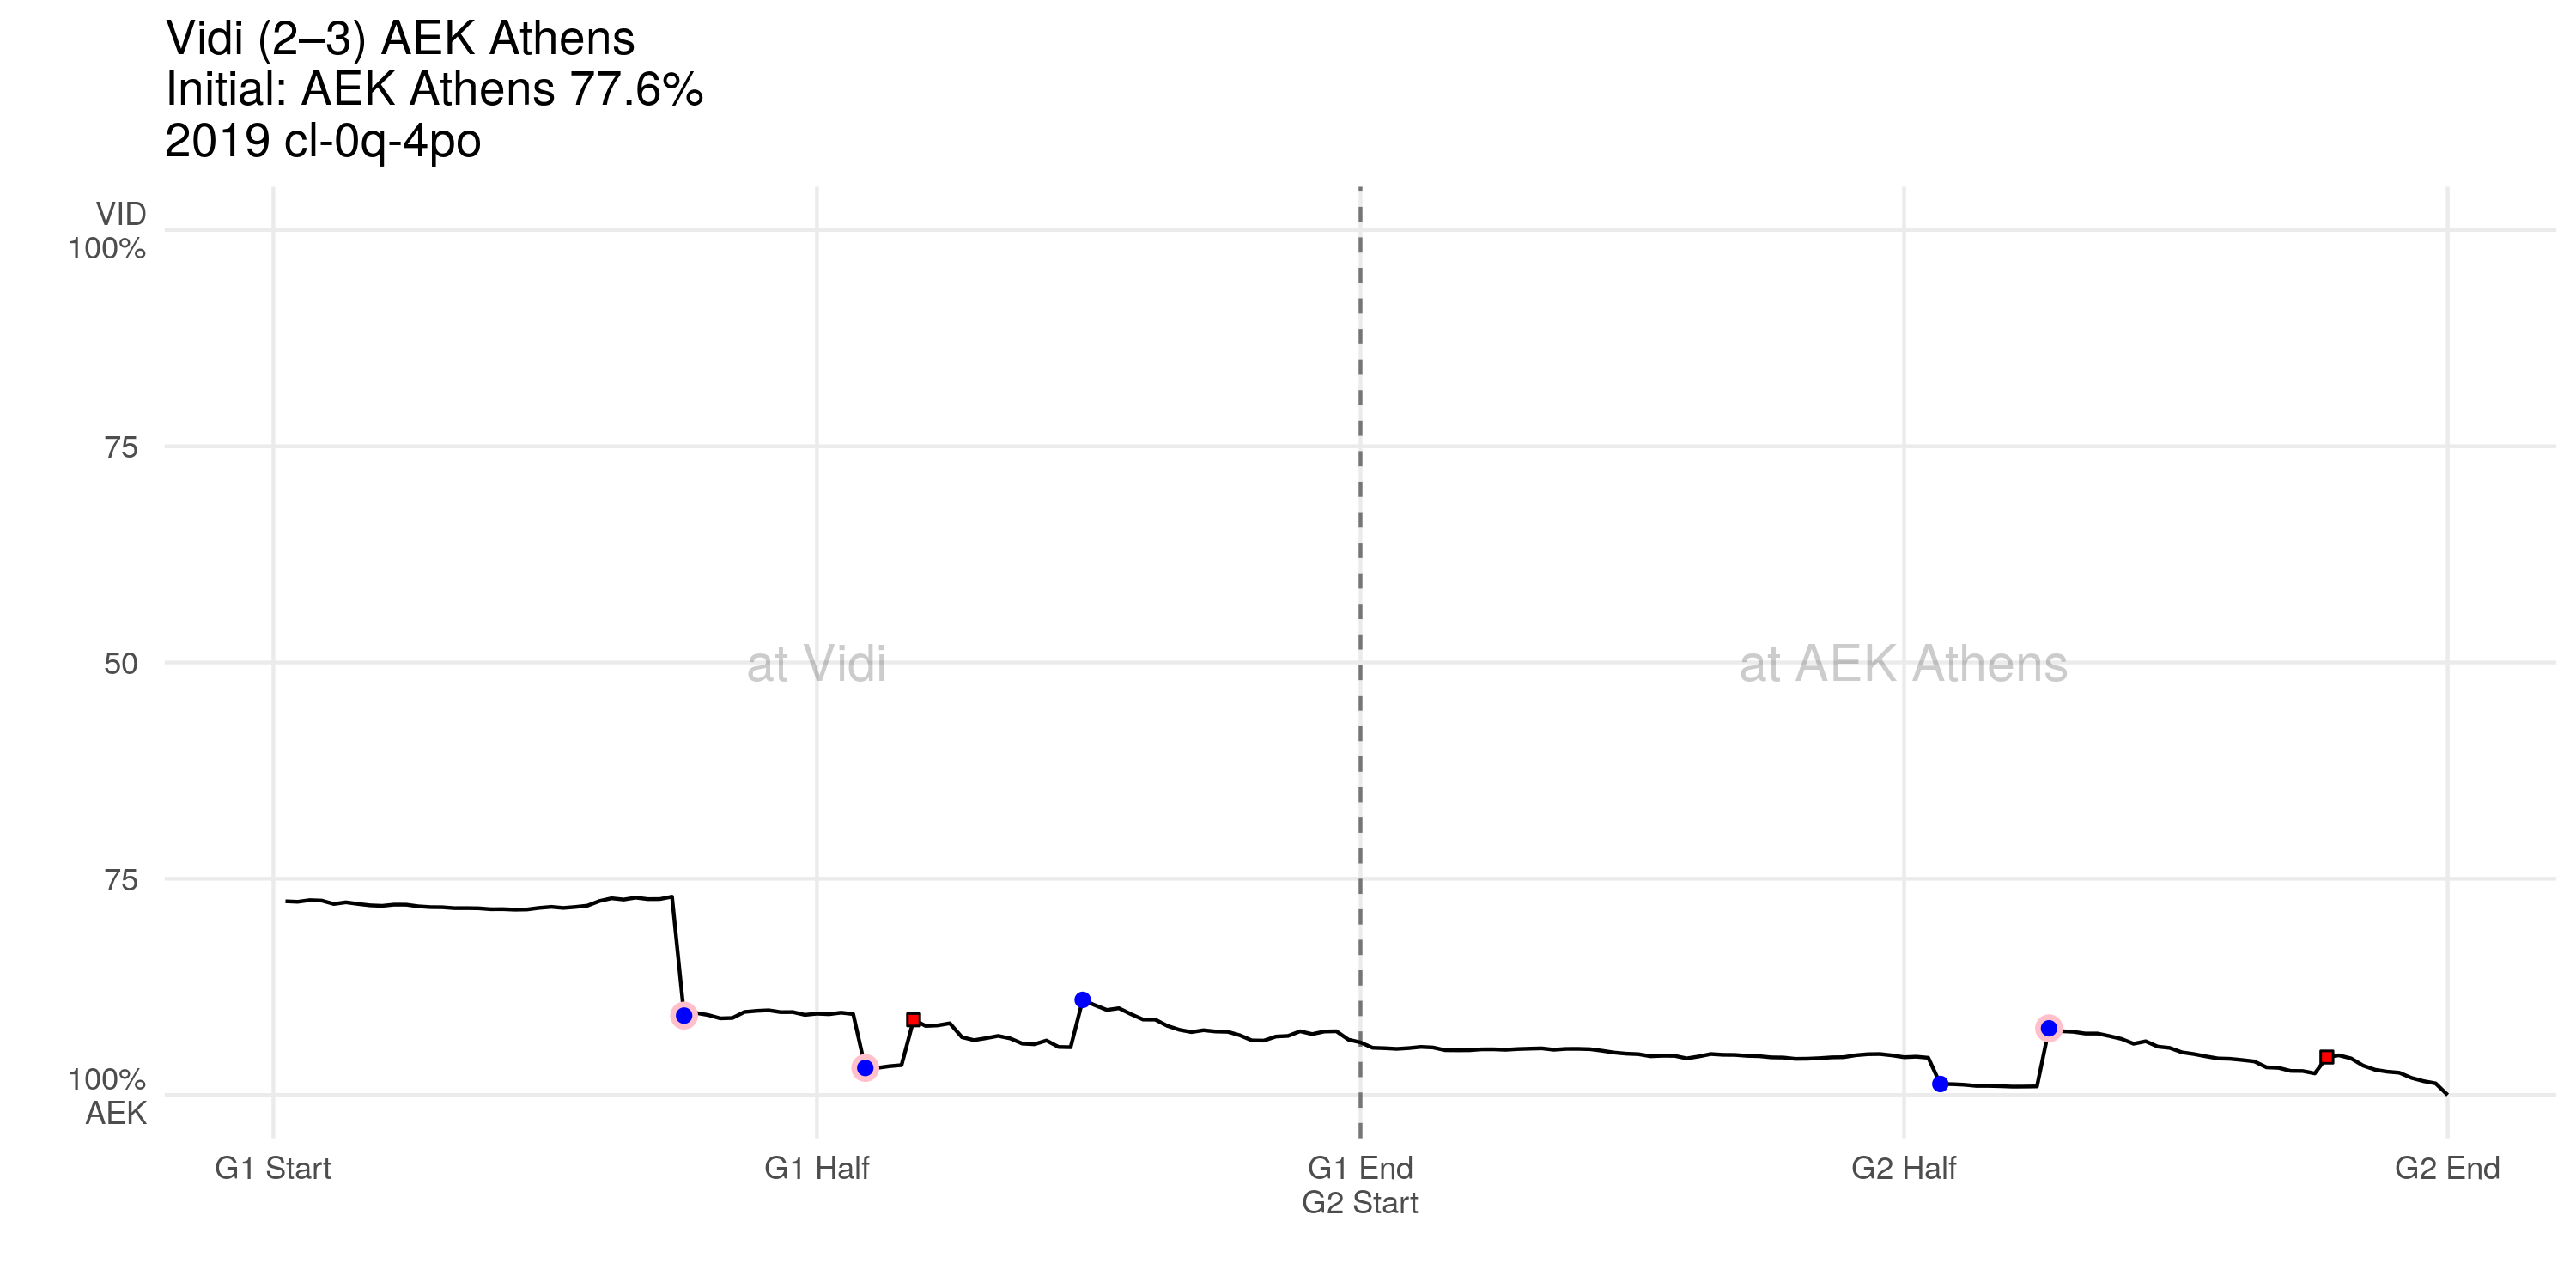 Vidi (2–3) AEK Athens
Initial: AEK Athens 77.6%
2019 cl-0q-4po
VID
100%
75
50
75
100%
AEK
at Vidi
at AEK Athens
G1 Start
G1 Half
G1 End
G2 Start
G2 Half
G2 End